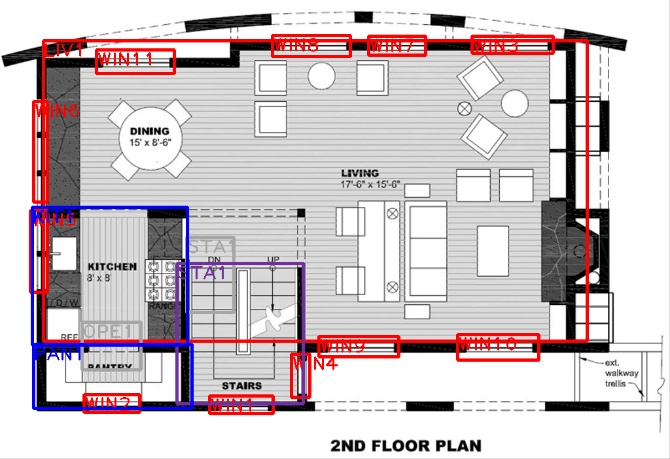 LIV1
WIN11
WIN8
WIN7
WIN3
WIN6
DINING
15' x 8'-6"
LIVING
17'-6" x 15'-6"
WIN5
STA1
DN
UP
STA1
KITCHEN
8' x 8'
RANGE
REF
OPE1
PAN1
PANTRY
WIN9
WIN10
WIN4
STAIRS
WIN2
WIN1
ext.
walkway
trellis
2ND FLOOR PLAN